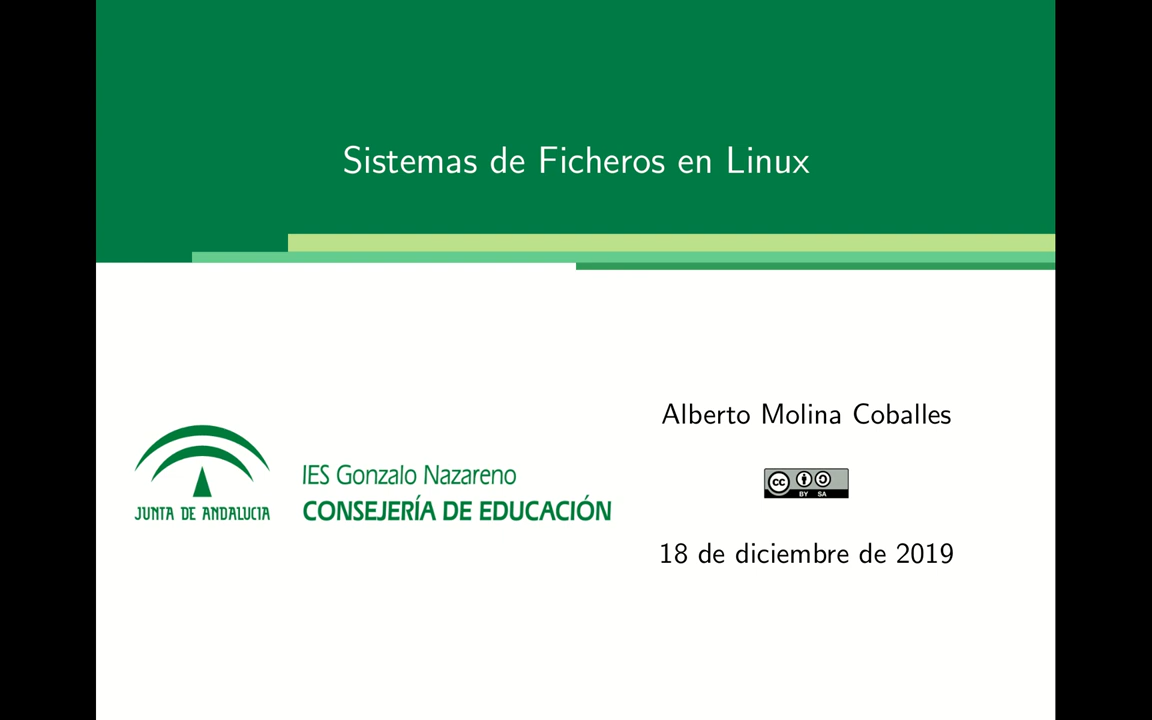 Sistemas de Ficheros en Linux
Alberto Molina Coballes
cc BY SA
IES Gonzalo Nazareno
JUNTA DE ANDALUCIA
CONSEJERÍA DE EDUCACIÓN
18 de diciembre de 2019